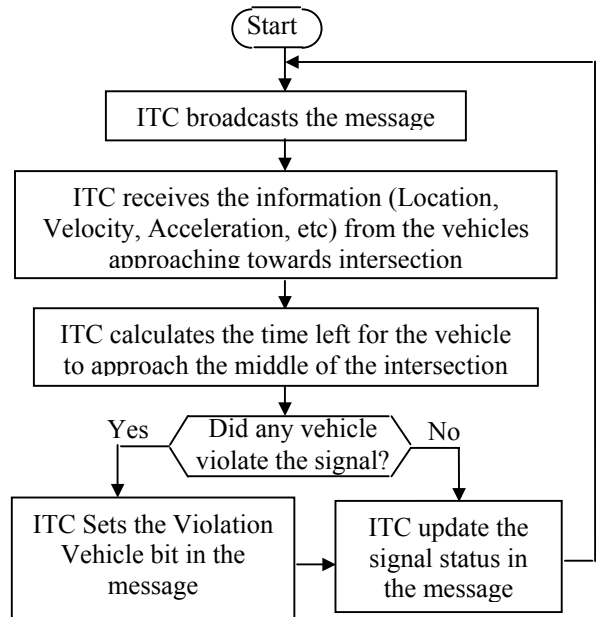 Start
ITC broadcasts the message
ITC receives the information (Location,
Velocity, Acceleration, etc) from the vehicles
approaching towards intersection
ITC calculates the time left for the vehicle
to approach the middle of the intersection
Did any vehicle
violate the signal?
Yes
No
ITC Sets the Violation
Vehicle bit in the
message
ITC update the
signal status in
the message